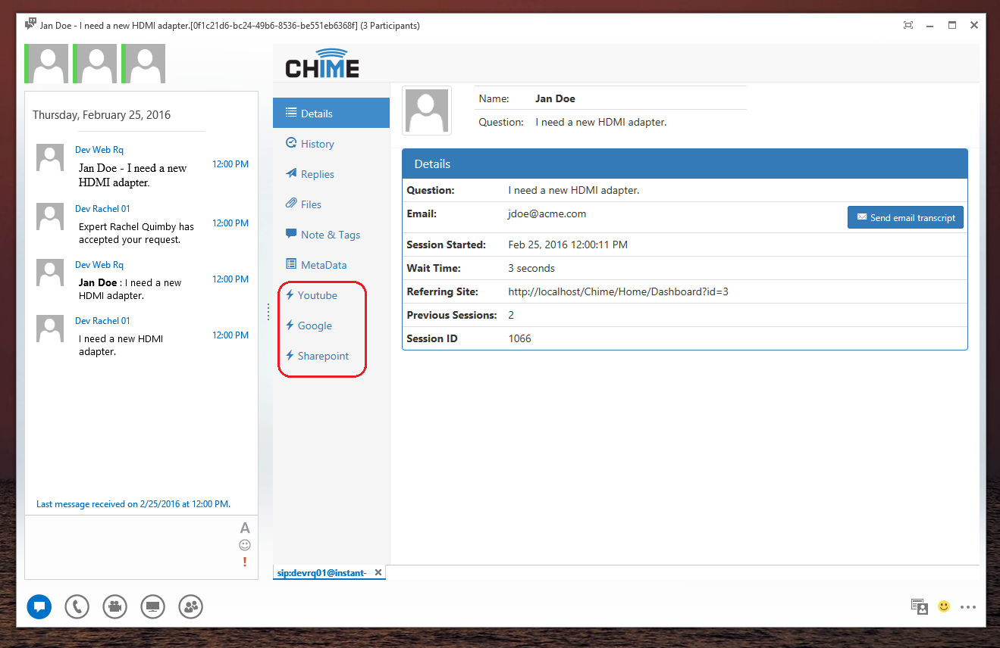 Jan Doe - I need a new HDMI adapter.[0f1c21d6-bc24-49b6-8536-be551eb6368f] (3 Participants)
Thursday, February 25, 2016
Dev Web Rq
Jan Doe - I need a new
HDMI adapter.
12:00 PM
Dev Rachel 01
Expert Rachel Quimby has
accepted your request.
12:00 PM
Dev Web Rq
Jan Doe : I need a new
HDMI adapter.
12:00 PM
Dev Rachel 01
I need a new HDMI
adapter.
12:00 PM
Last message received on 2/25/2016 at 12:00 PM.
A
!
CHIME
Details
History
Replies
Files
Note & Tags
MetaData
Youtube
Google
Sharepoint
Name: Jan Doe
Question: I need a new HDMI adapter.
Details
Question: I need a new HDMI adapter.
Email: jdoe@acme.com
Send email transcript
Session Started: Feb 25, 2016 12:00:11 PM
Wait Time: 3 seconds
Referring Site: http://localhost/Chime/Home/Dashboard?id=3
Previous Sessions: 2
Session ID 1066
sip:devrq01@instant-